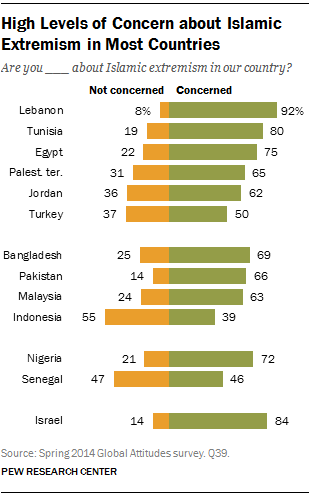 High Levels of Concern about Islamic
Extremism in Most Countries
Are you ___ about Islamic extremism in our country?
Not concerned Concerned
Lebanon 8% 92%
Tunisia 19 80
Egypt 22 75
Palest. ter. 31 65
Jordan 36 62
Turkey 37 50
Bangladesh 25 69
Pakistan 14 66
Malaysia 24 63
Indonesia 55 39
Nigeria 21 72
Senegal 47 46
Israel 14 84
Source: Spring 2014 Global Attitudes survey. Q39.
PEW RESEARCH CENTER